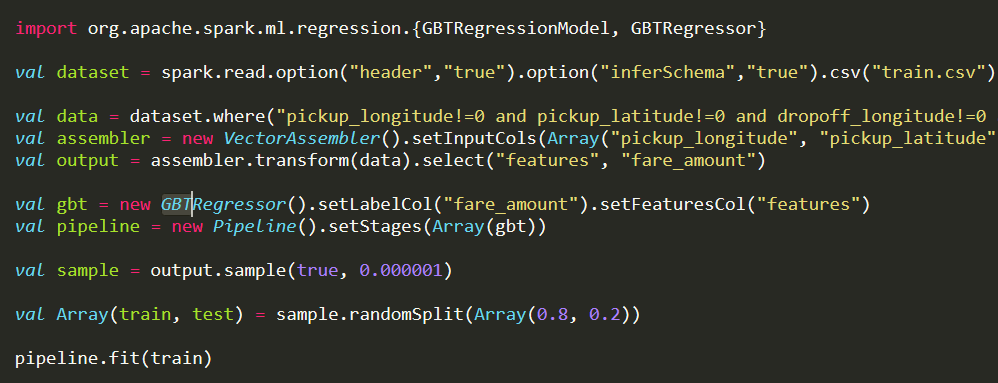 import org.apache.spark.ml.regression.{GBTRegressionModel, GBTRegressor}
val dataset = spark.read.option("header","true").option("inferSchema","true").csv("train.csv")
val data = dataset.where("pickup_longitude!=0 and pickup_latitude!=0 and dropoff_longitude!=0
val assembler = new VectorAssembler().setInputCols(Array("pickup_longitude", "pickup_latitude"
val output = assembler.transform(data).select("features", "fare_amount")
val gbt = new GBTRegressor().setLabelCol("fare_amount").setFeaturesCol("features")
val pipeline = new Pipeline().setStages(Array(gbt))
val sample = output.sample(true, 0.000001)
val Array(train, test) = sample.randomSplit(Array(0.8, 0.2))
pipeline.fit(train)